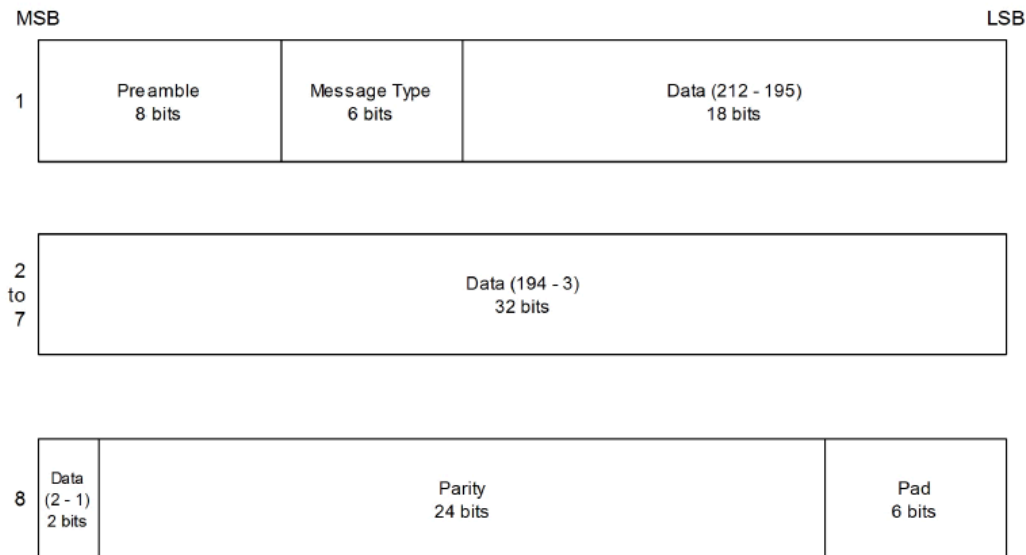 MSB
LSB
1
Preamble
8 bits
Message Type
6 bits
Data (212 - 195)
18 bits
2
to
7
Data (194 - 3)
32 bits
8
Data
(2 - 1)
2 bits
Parity
24 bits
Pad
6 bits